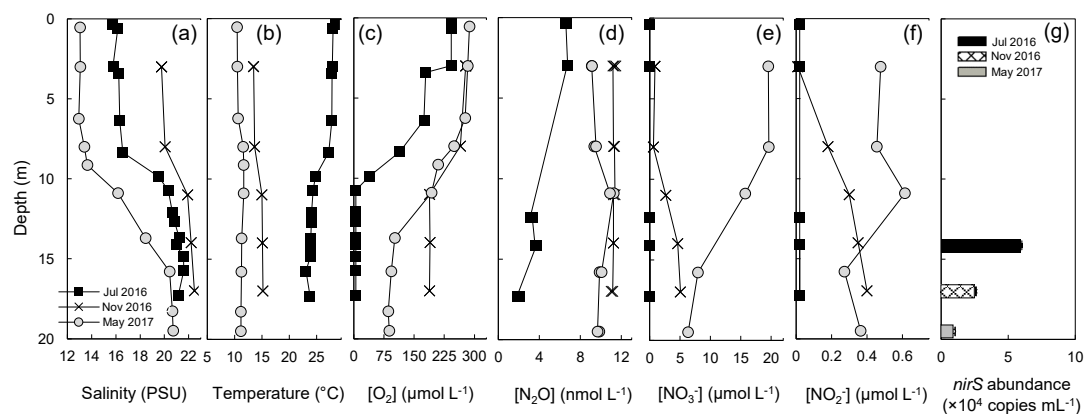 (a) (b) (c) (d) (e) (f) (g)
Depth (m)
0
5
10
15
20
Jul 2016
Nov 2016
May 2017
Jul 2016
Nov 2016
May 2017
12 14 16 18 20 22
5 10 15 20 25
0 75 150 225 300
0 4 8 12
0 5 10 15 20
0 0.2 0.4 0.6
0 5 10
Salinity (PSU)
Temperature (°C)
[O₂] (μmol L⁻¹)
[N₂O] (nmol L⁻¹)
[NO₃⁻] (μmol L⁻¹)
[NO₂⁻] (μmol L⁻¹)
nirS abundance
(×10⁴ copies mL⁻¹)